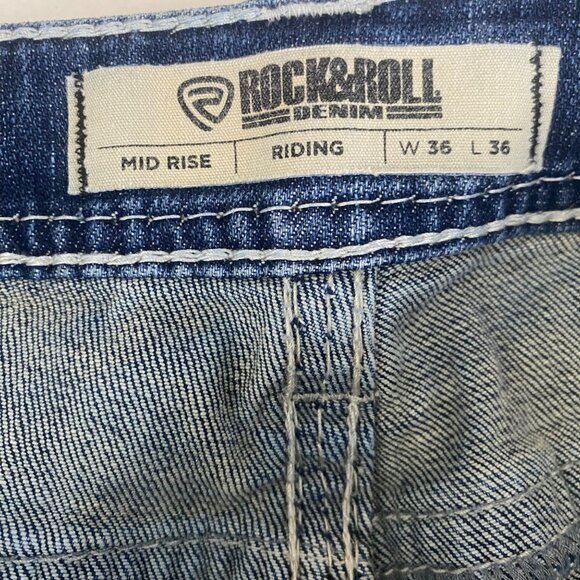 ROCK&ROLL
DENIM
MID RISE RIDING W 36 L 36